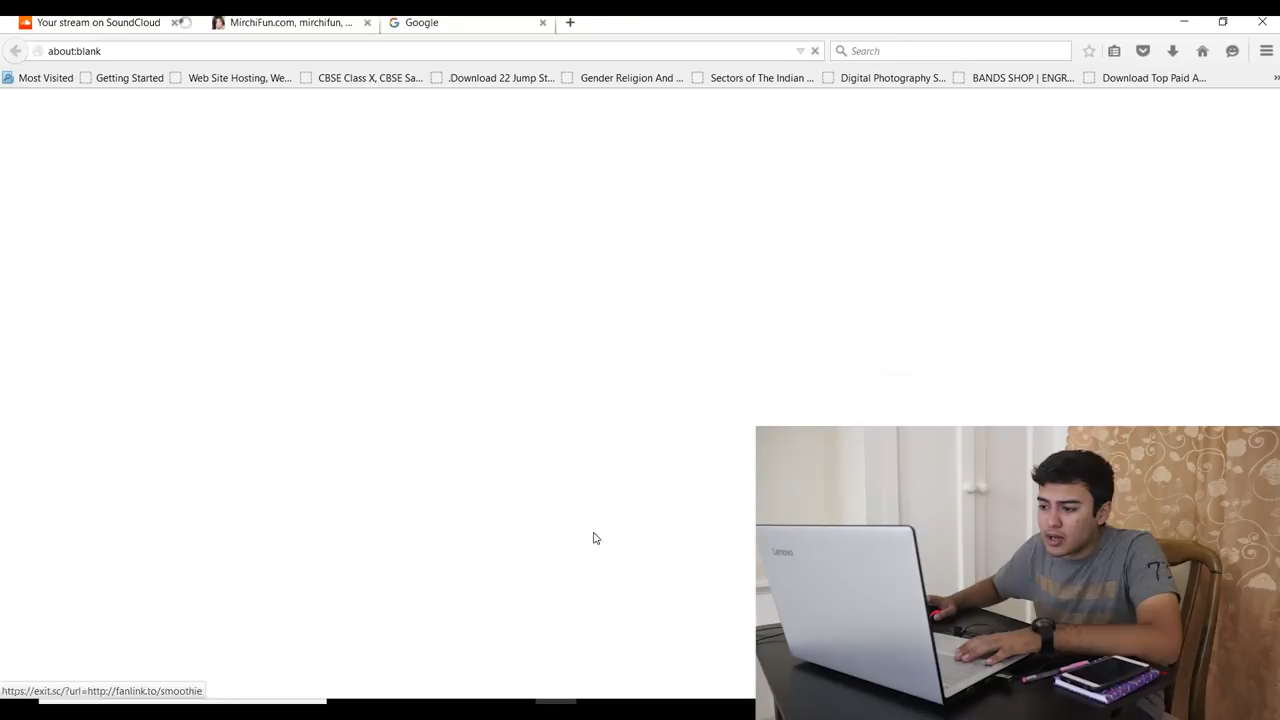 Your stream on SoundCloud
MirchiFun.com, mirchifun, ...
Google
about:blank
Search
Most Visited
Getting Started
Web Site Hosting, We...
CBSE Class X, CBSE Sa...
.Download 22 Jump St...
Gender Religion And ...
Sectors of The Indian ...
Digital Photography S...
BANDS SHOP | ENGR...
Download Top Paid A...
Lenovo
https://exit.sc/?url=http://fanlink.to/smoothie